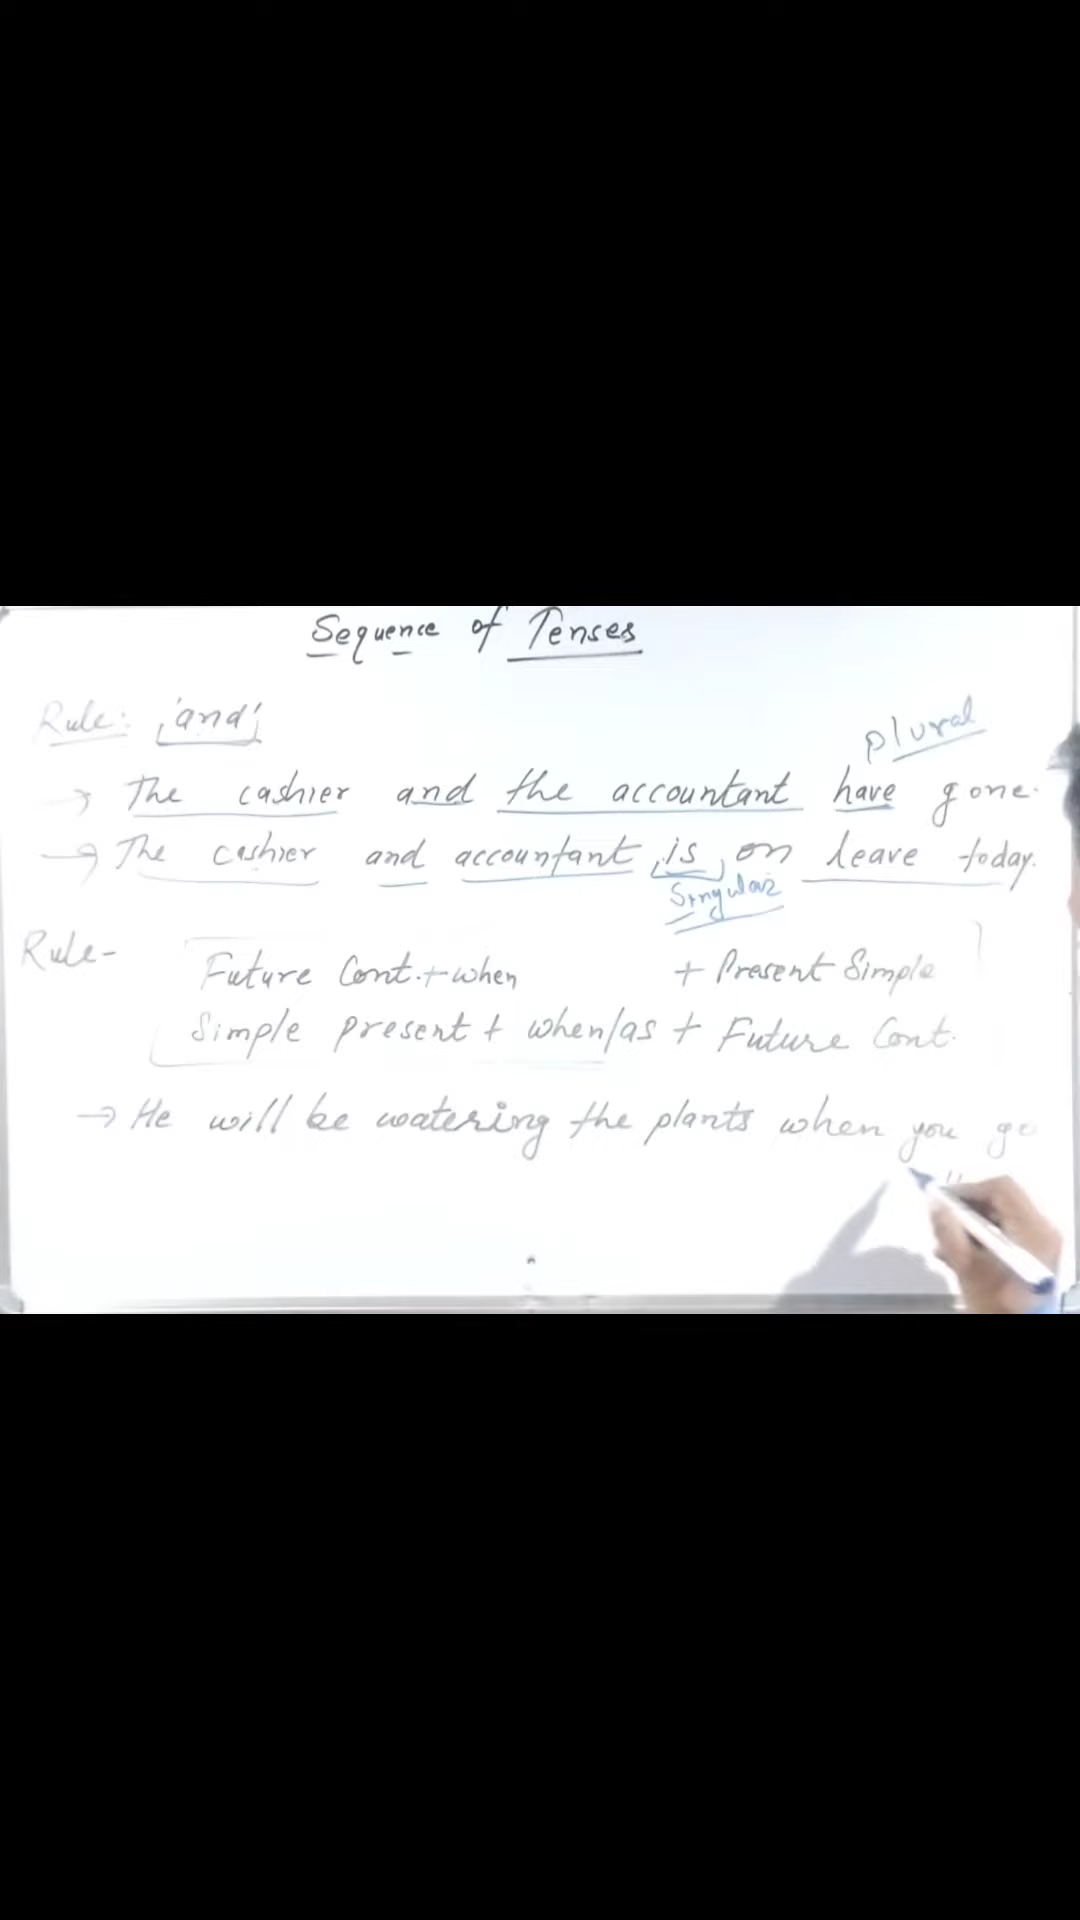 Sequence of Tenses
Rule: 'and'
plural
→ The cashier and the accountant have gone.
→ The cashier and accountant is on leave today.
Singular
Rule-
Future Cont. + when + Present Simple
Simple present + when/as + Future Cont.
→ He will be watering the plants when you